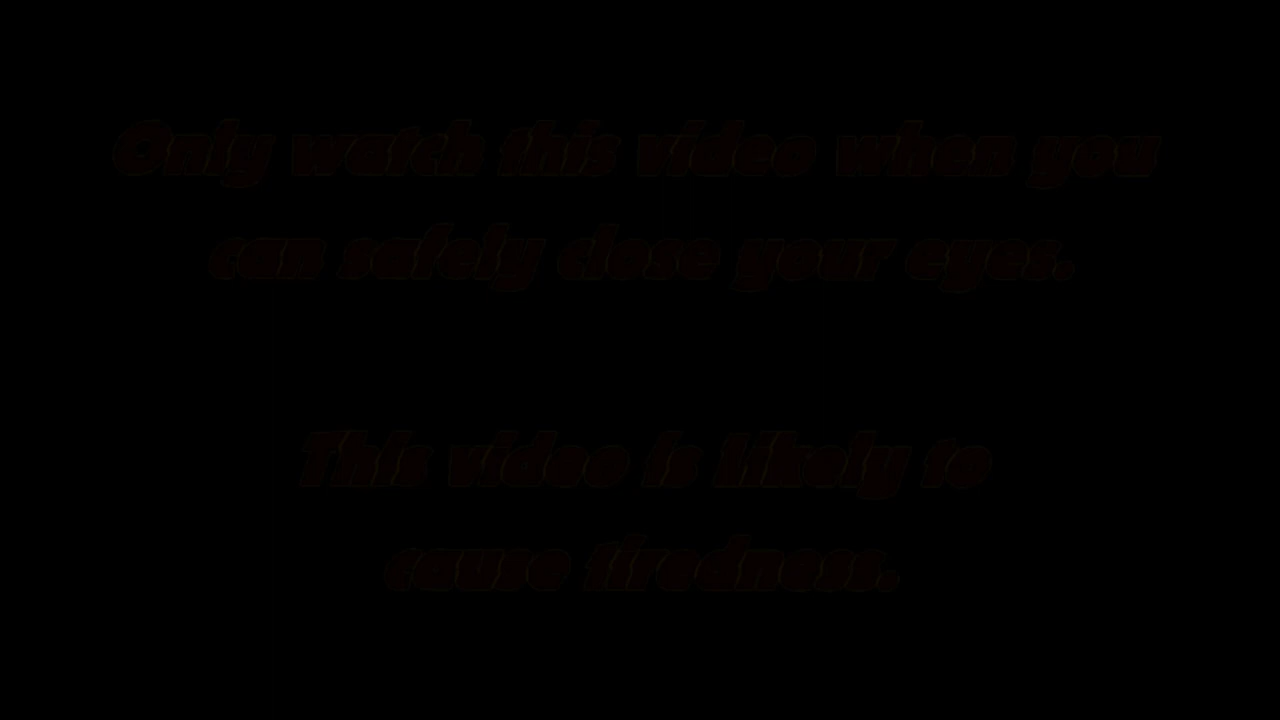 Only watch this video when you
can safely close your eyes.
This video is Likely to
cause tiredness.